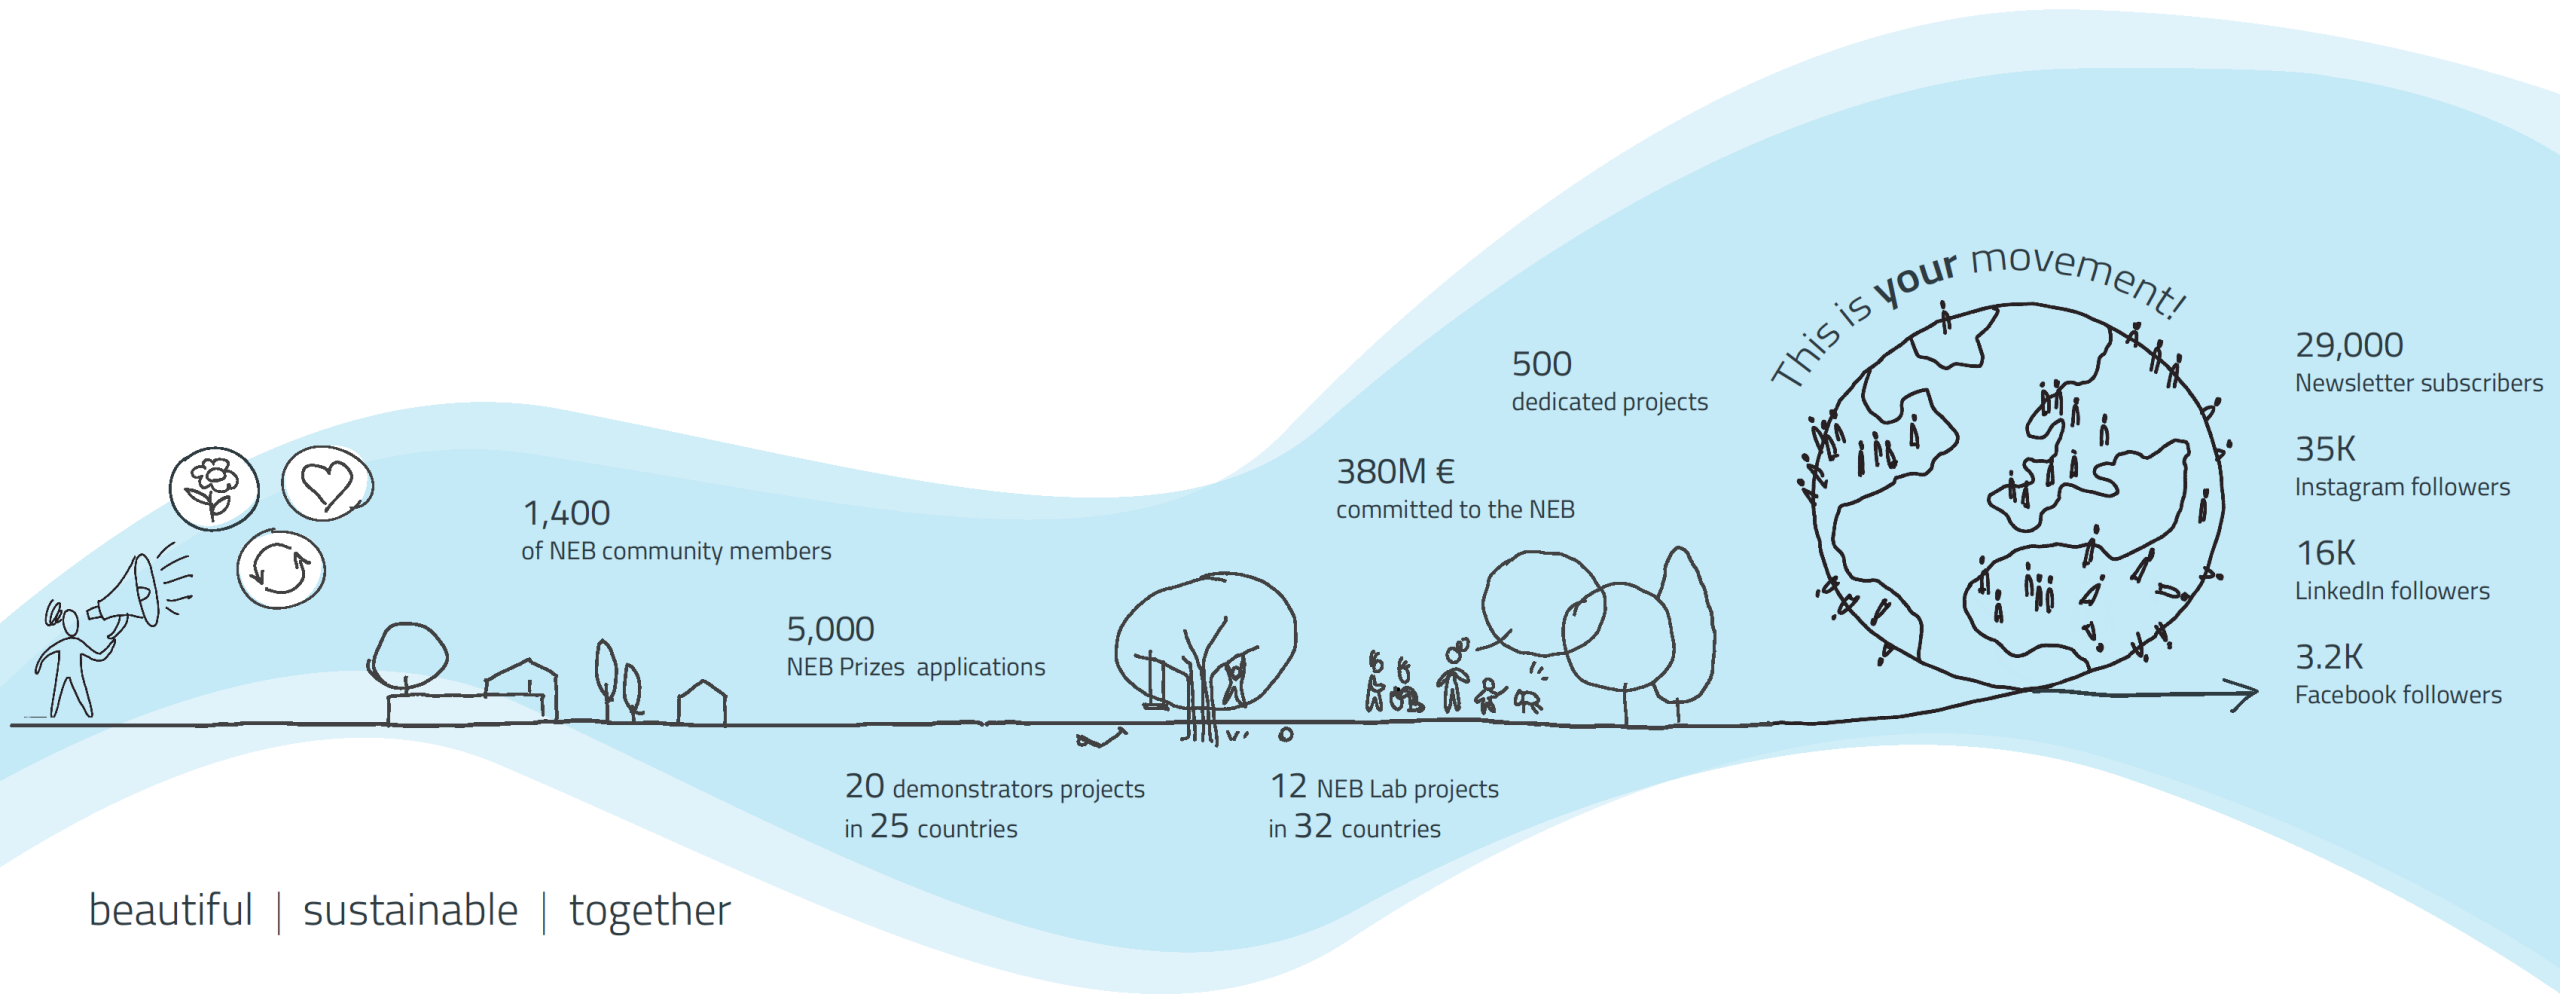 1,400
of NEB community members
5,000
NEB Prizes applications
20 demonstrators projects
in 25 countries
12 NEB Lab projects
in 32 countries
380M €
committed to the NEB
500
dedicated projects
This is your movement!
29,000
Newsletter subscribers
35K
Instagram followers
16K
LinkedIn followers
3.2K
Facebook followers
beautiful | sustainable | together